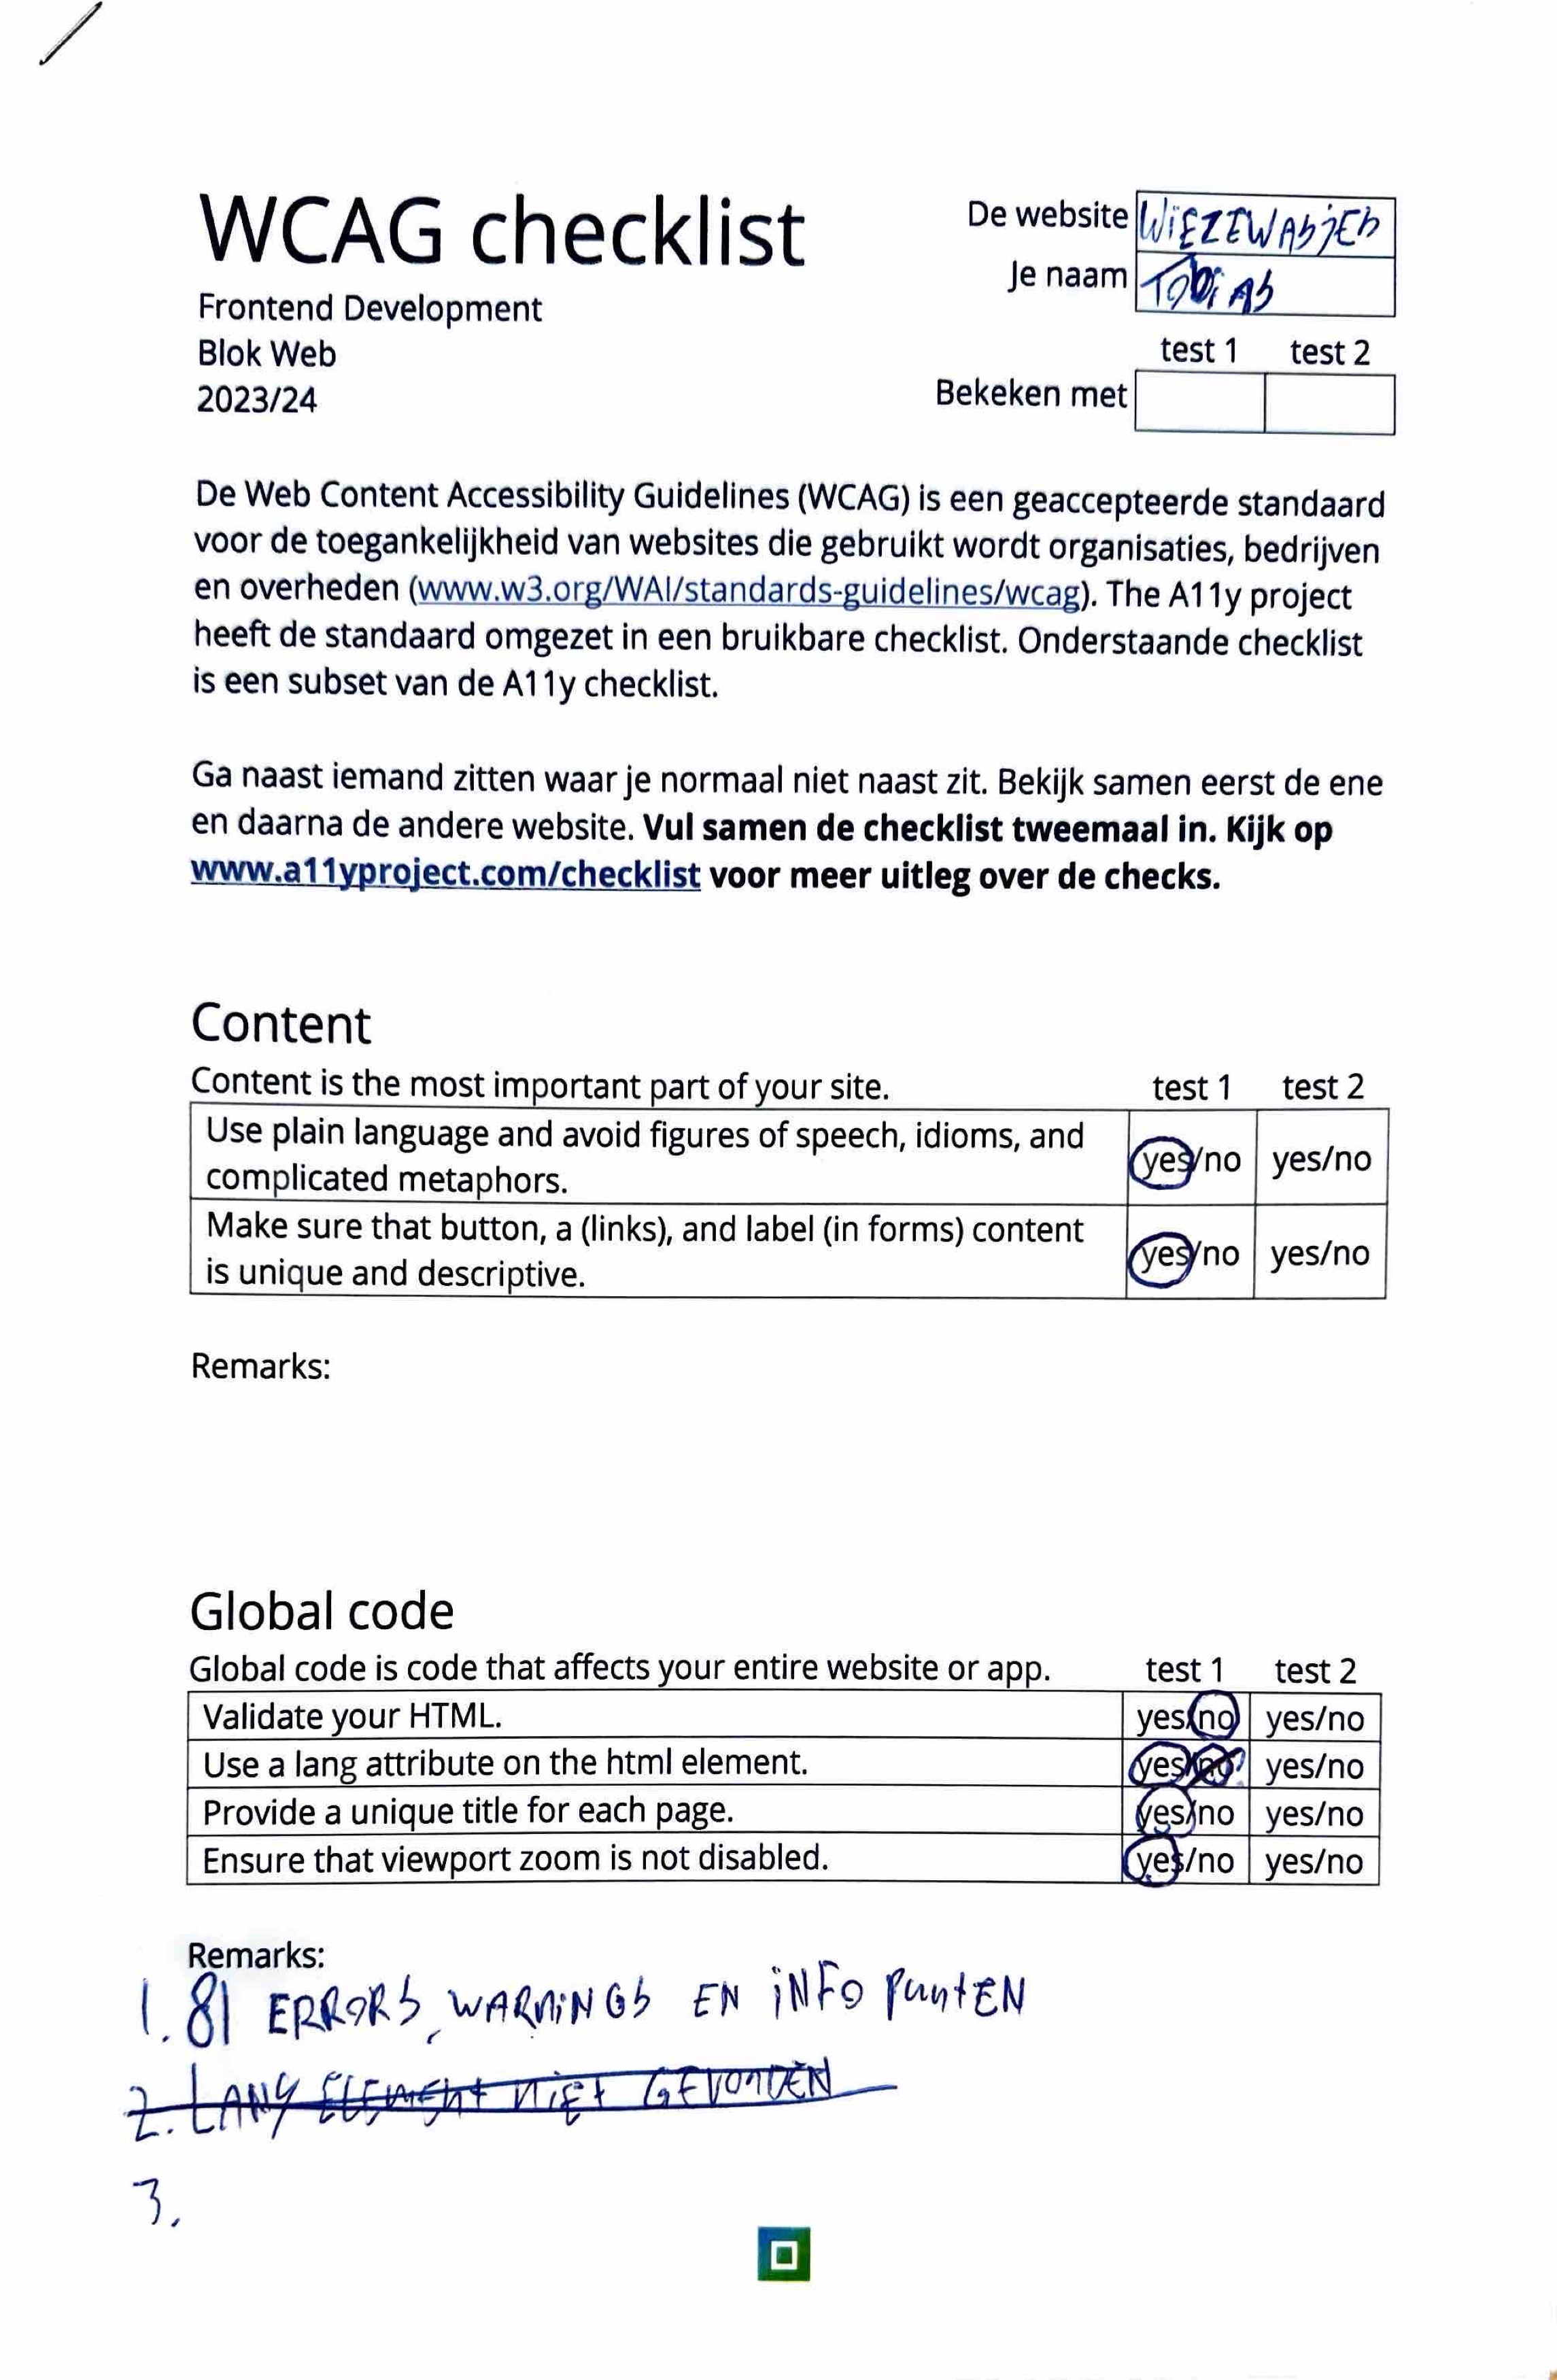 WCAG checklist
Frontend Development
Blok Web
2023/24
De website WiEZEWASjES
Je naam TOBiAS
test 1 test 2
Bekeken met
De Web Content Accessibility Guidelines (WCAG) is een geaccepteerde standaard
voor de toegankelijkheid van websites die gebruikt wordt organisaties, bedrijven
en overheden (www.w3.org/WAI/standards-guidelines/wcag). The A11y project
heeft de standaard omgezet in een bruikbare checklist. Onderstaande checklist
is een subset van de A11y checklist.
Ga naast iemand zitten waar je normaal niet naast zit. Bekijk samen eerst de ene
en daarna de andere website. Vul samen de checklist tweemaal in. Kijk op
www.a11yproject.com/checklist voor meer uitleg over de checks.
Content
Content is the most important part of your site. test 1 test 2
Use plain language and avoid figures of speech, idioms, and
complicated metaphors. yes/no yes/no
Make sure that button, a (links), and label (in forms) content
is unique and descriptive. yes/no yes/no
Remarks:
Global code
Global code is code that affects your entire website or app. test 1 test 2
Validate your HTML. yes/no yes/no
Use a lang attribute on the html element. yes/no yes/no
Provide a unique title for each page. yes/no yes/no
Ensure that viewport zoom is not disabled. yes/no yes/no
Remarks:
1. 81 ERRORS, WARNiNGS EN iNFO PuntEN
2. LANG ELEMEnt niEt GEVONDEN
3.